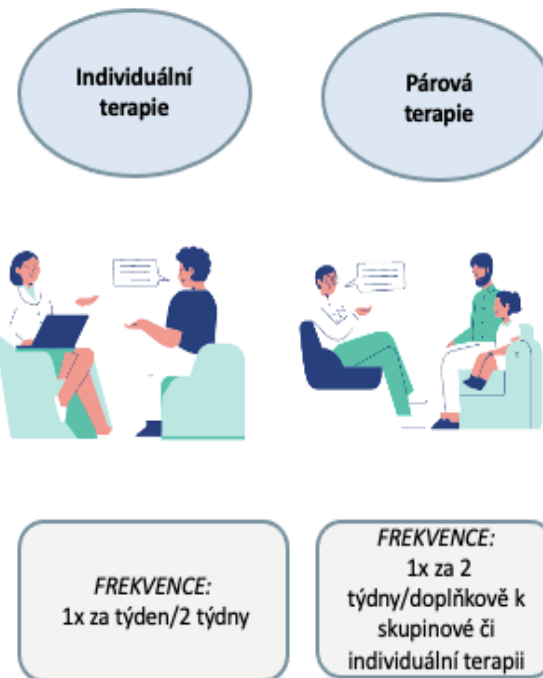 Individuální
terapie
Párová
terapie
FREKVENCE:
1x za týden/2 týdny
FREKVENCE:
1x za 2
týdny/doplňkově k
skupinové či
individuální terapii